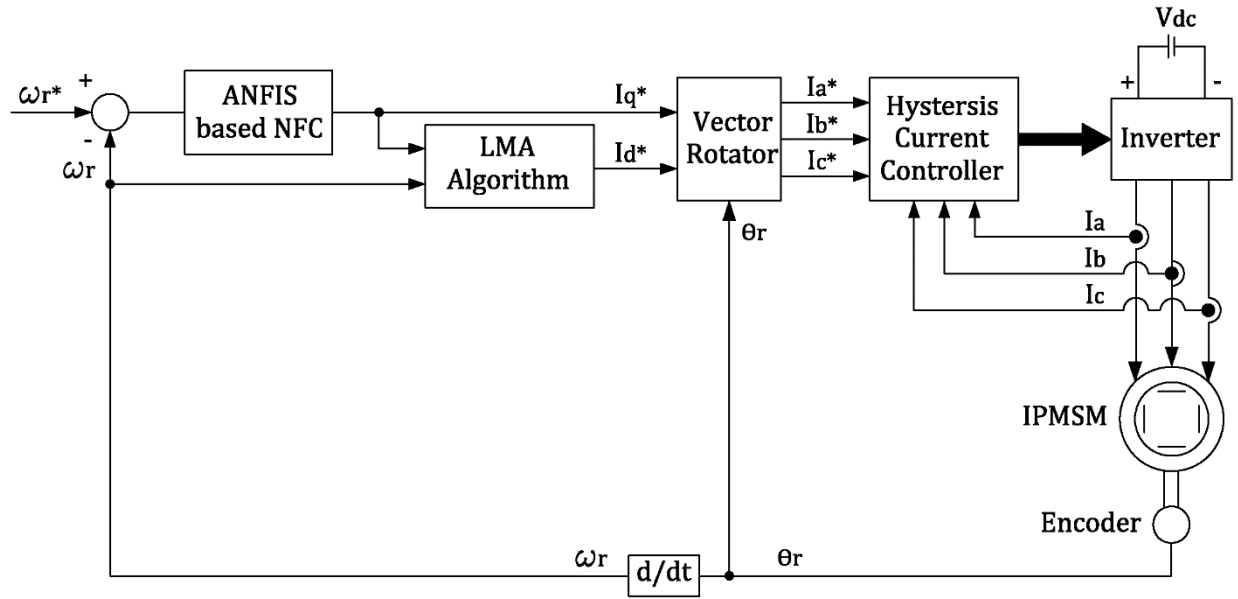 Vdc
+ -
ωr*
+
-
ωr
ANFIS
based NFC
LMA
Algorithm
Iq*
Id*
Vector
Rotator
Ia*
Ib*
Ic*
Hystersis
Current
Controller
Inverter
θr
Ia
Ib
Ic
IPMSM
Encoder
ωr
d/dt
θr